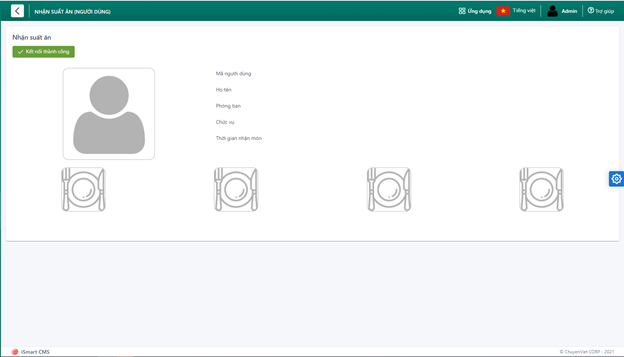 NHẬN SUẤT ĂN (NGƯỜI DÙNG)
Ứng dụng
Tiếng việt
Admin
Trợ giúp
Nhận suất ăn
Kết nối thành công
Mã người dùng
Họ tên
Phòng ban
Chức vụ
Thời gian nhận món
iSmart CMS
© ChuyenViet CORP - 2021